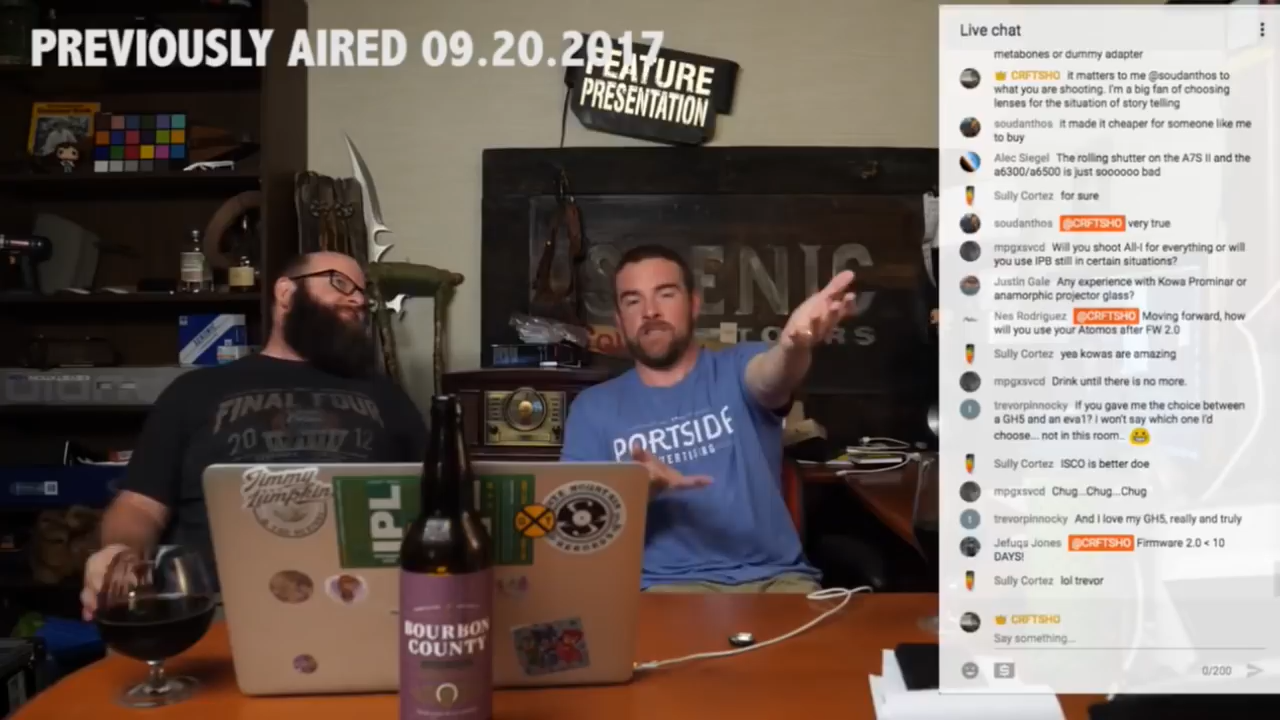 PREVIOUSLY AIRED 09.20.2017
FEATURE
PRESENTATION
SCENIC
TOURS
FINAL FOUR
2012
PORTSIDE
ADVERTISING
Jimmy
Lumpkin
IPL
BOURBON
COUNTY
Live chat
metabones or dummy adapter
CRFTSHO it matters to me @soudanthos to
what you are shooting. I'm a big fan of choosing
lenses for the situation of story telling
soudanthos it made it cheaper for someone like me
to buy
Alec Siegel The rolling shutter on the A7S II and the
a6300/a6500 is just soooooo bad
Sully Cortez for sure
soudanthos @CRFTSHO very true
mpgxsvcd Will you shoot All-I for everything or will
you use IPB still in certain situations?
Justin Gale Any experience with Kowa Prominar or
anamorphic projector glass?
Nes Rodriguez @CRFTSHO Moving forward, how
will you use your Atomos after FW 2.0
Sully Cortez yea kowas are amazing
mpgxsvcd Drink until there is no more.
trevorpinnocky If you gave me the choice between
a GH5 and an eva1? I won't say which one I'd
choose... not in this room..
Sully Cortez ISCO is better doe
mpgxsvcd Chug...Chug...Chug
trevorpinnocky And I love my GH5, really and truly
Jefuqs Jones @CRFTSHO Firmware 2.0 < 10
DAYS!
Sully Cortez lol trevor
CRFTSHO
Say something...
0/200